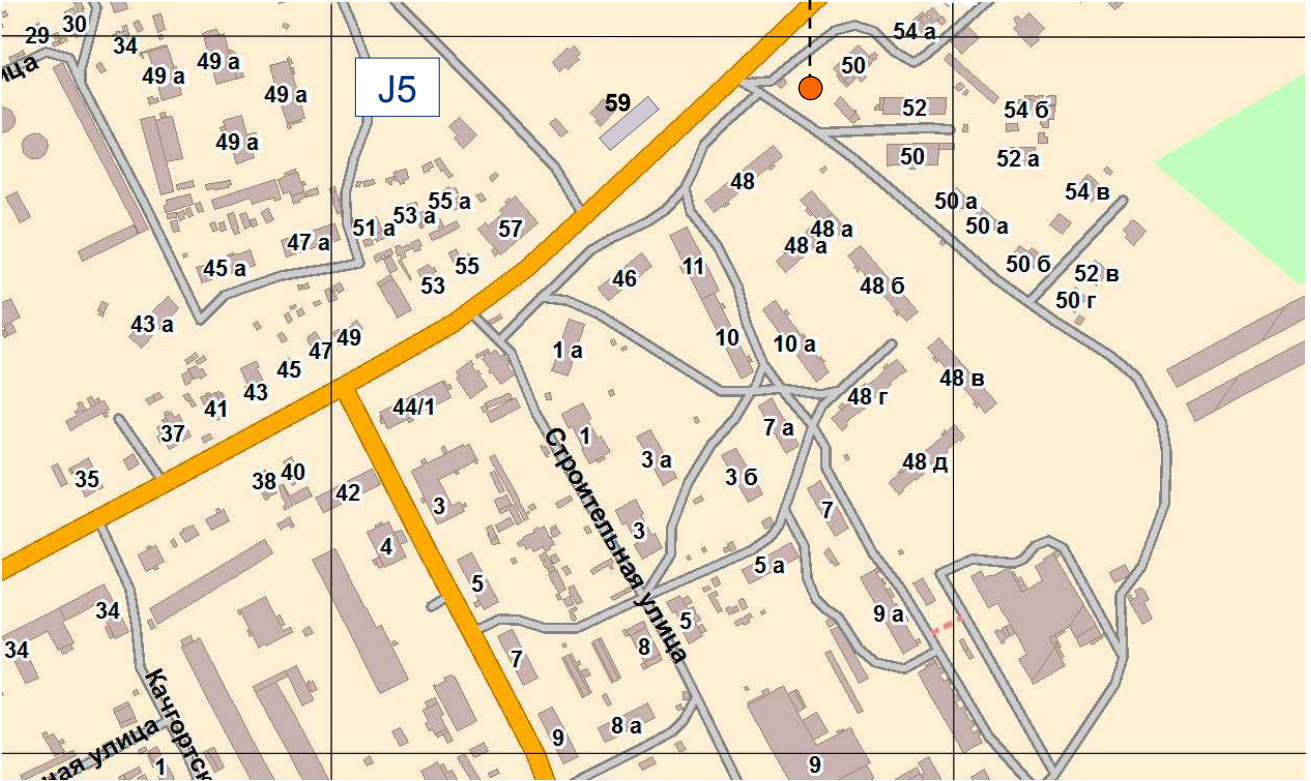 29
30
34
49 а
49 а
49 а
49 а
ица
J5
59
54 а
50
52
54 б
50
52 а
54 в
50 а
50 а
50 б
52 в
50 г
48
48 а
48 а
48 б
55 а
53 а
51 а
57
47 а
45 а
55
53
46
11
43 а
49
47
45
43
41
37
35
1 а
10
10 а
48 в
48 г
44/1
1
7 а
3 а
3 б
48 д
38
40
42
3
3
7
4
Строительная улица
5
5 а
34
34
5
8
9 а
7
8 а
9
9
Качгортск
ная улица
1